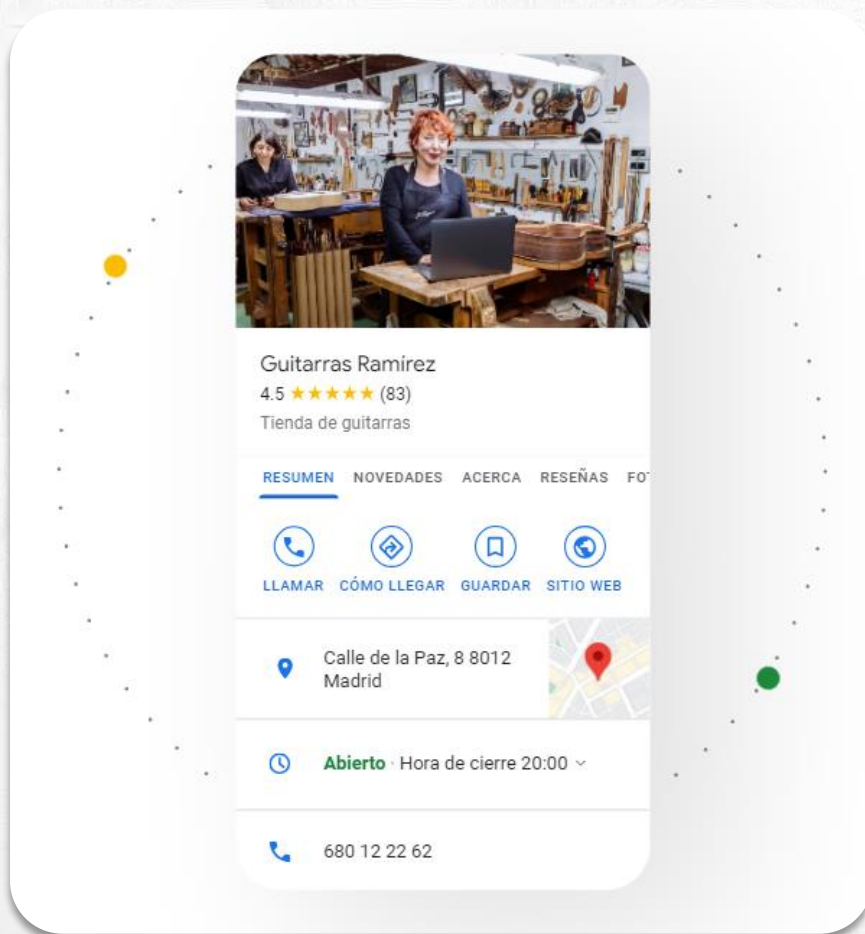 Guitarras Ramírez
4.5 ★★★★★ (83)
Tienda de guitarras
RESUMEN NOVEDADES ACERCA RESEÑAS FO
LLAMAR CÓMO LLEGAR GUARDAR SITIO WEB
Calle de la Paz, 8 8012
Madrid
Abierto · Hora de cierre 20:00
680 12 22 62